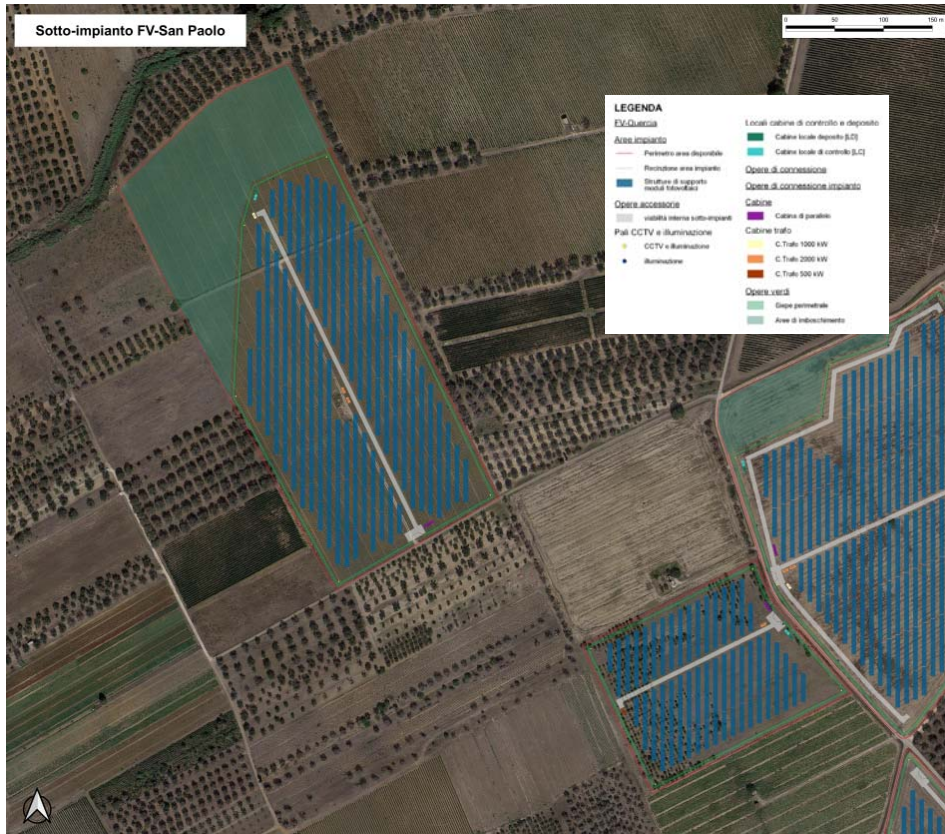 Sotto-impianto FV-San Paolo
0 50 100 150 m
LEGENDA
FV-Quercia
Aree impianto
Perimetro area disponibile
Recinzione area impianto
Strutture di supporto
moduli fotovoltaici
Opere accessorie
viabilità interna sotto-impianti
Pali CCTV e illuminazione
CCTV e illuminazione
illuminazione
Locali cabine di controllo e deposito
Cabine locale deposito [LD]
Cabine locale di controllo [LC]
Opere di connessione
Opere di connessione impianto
Cabine
Cabina di parallelo
Cabine trafo
C.Trafo 1000 kW
C.Trafo 2000 kW
C.Trafo 500 kW
Opere verdi
Siepe perimetrale
Aree di imboschimento